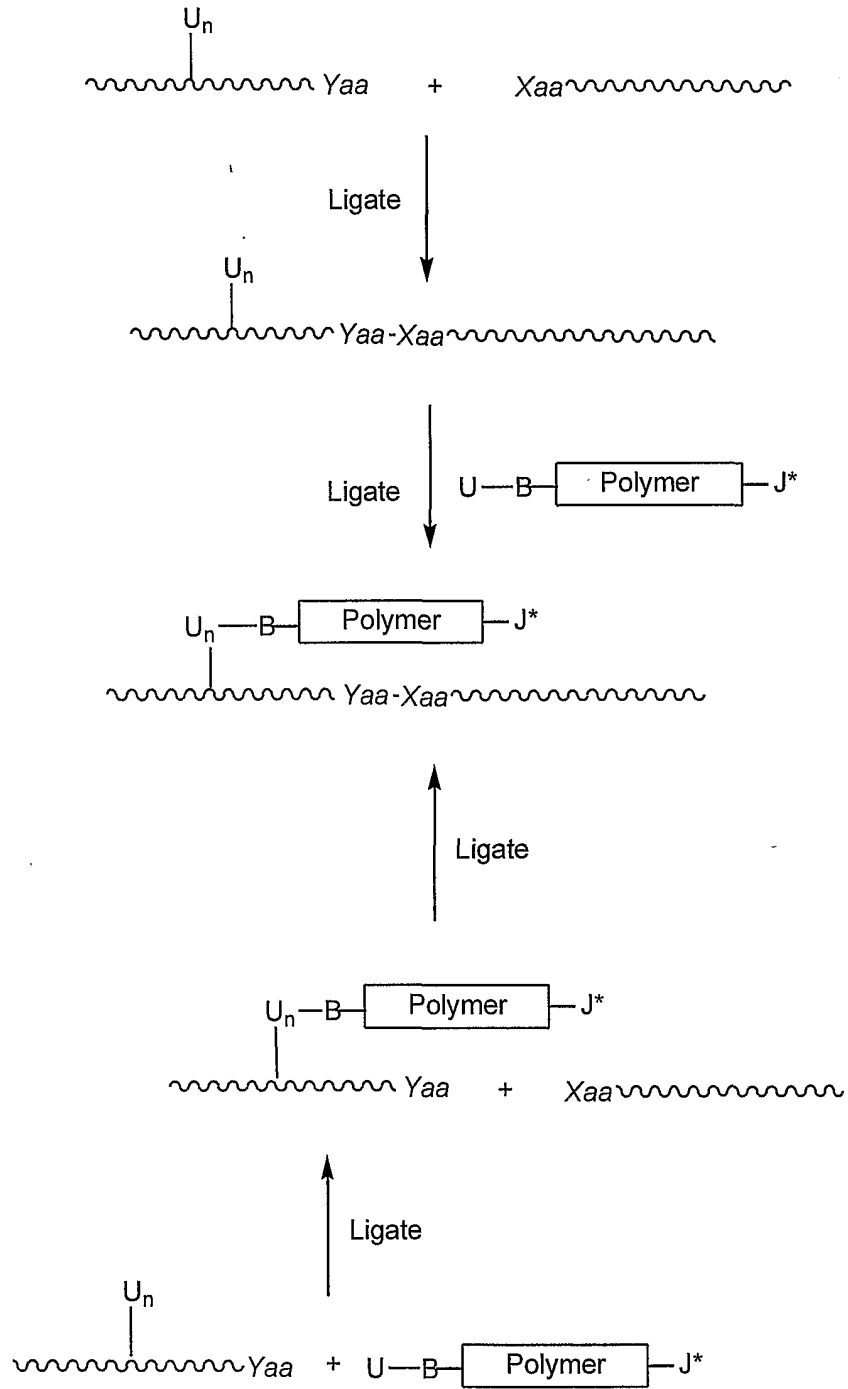 Un
Yaa + Xaa
Ligate
Un
Yaa-Xaa
Ligate U—B—Polymer—J*
Un—B—Polymer—J*
Yaa-Xaa
Ligate
Un—B—Polymer—J*
Yaa + Xaa
Ligate
Un
Yaa + U—B—Polymer—J*